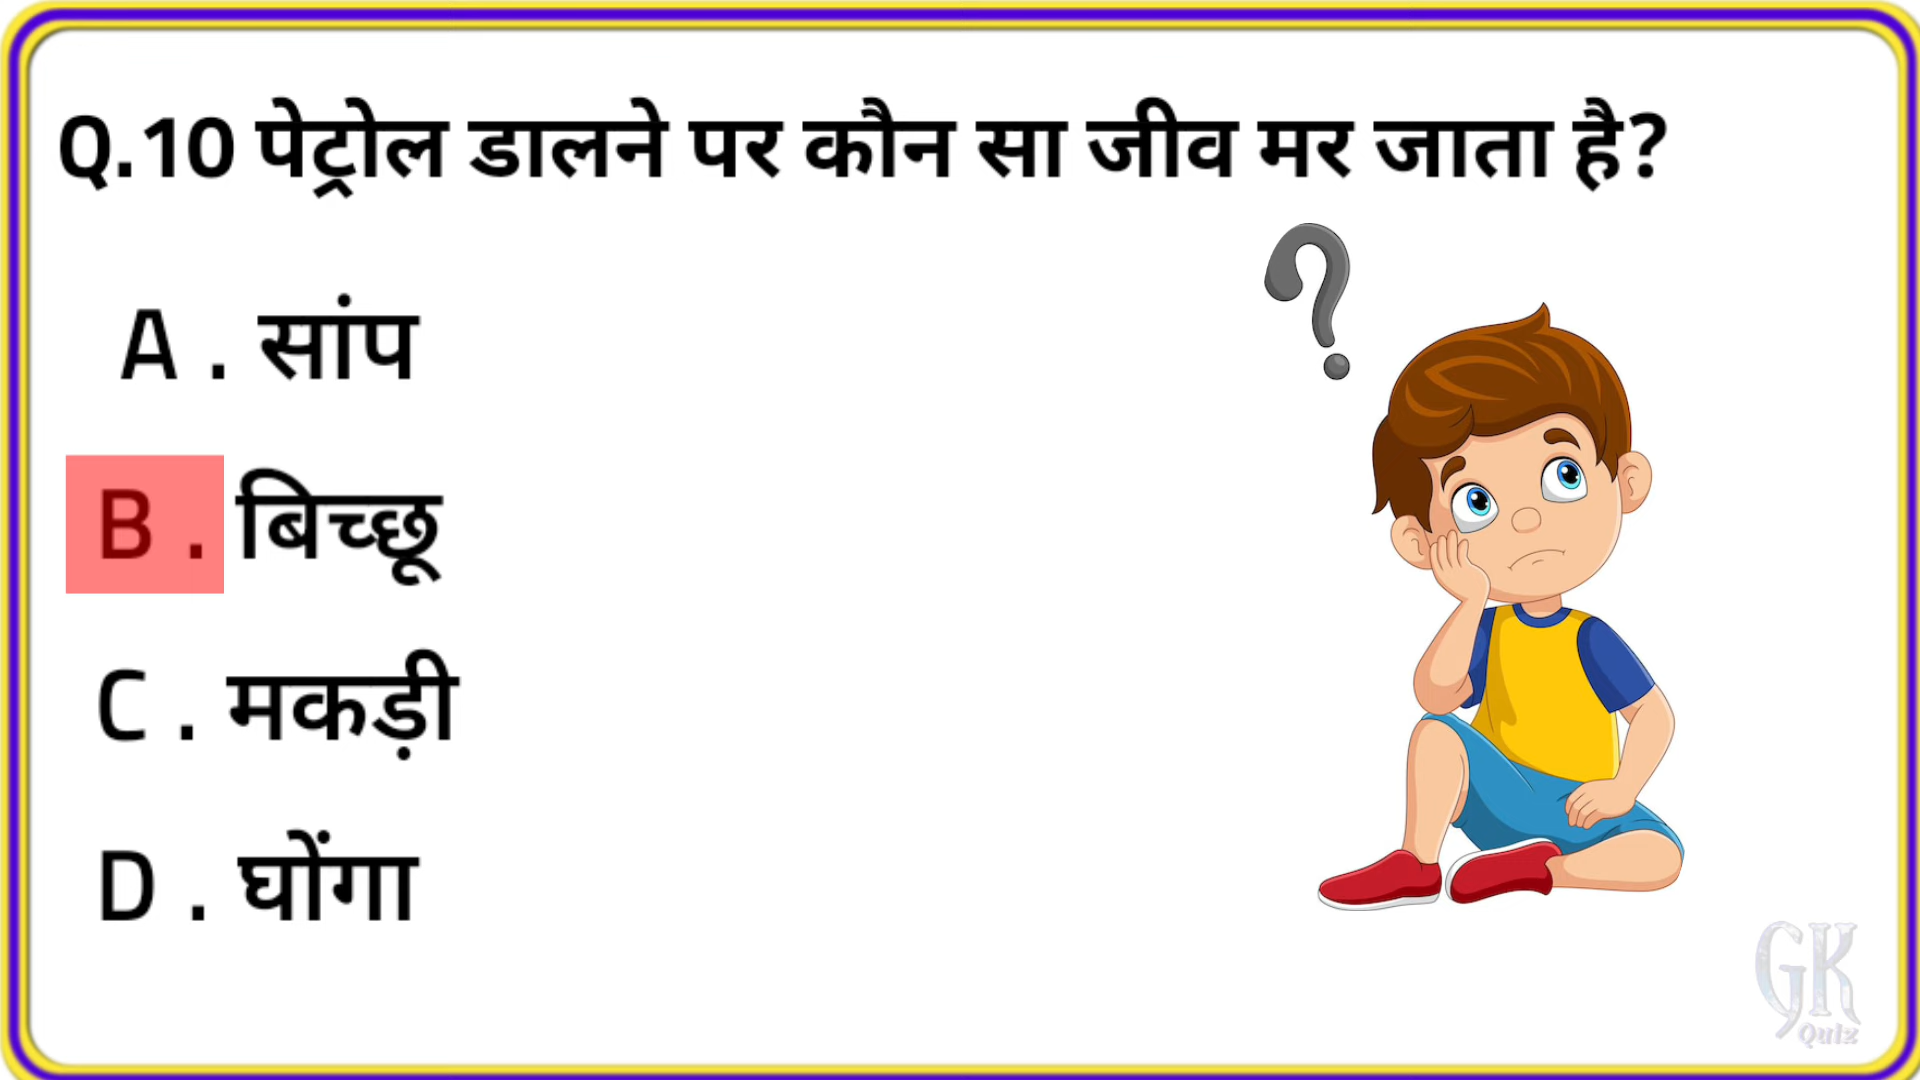 Q.10 पेट्रोल डालने पर कौन सा जीव मर जाता है?
A . सांप
B . बिच्छू
C . मकड़ी
D . घोंगा
GK
Quiz